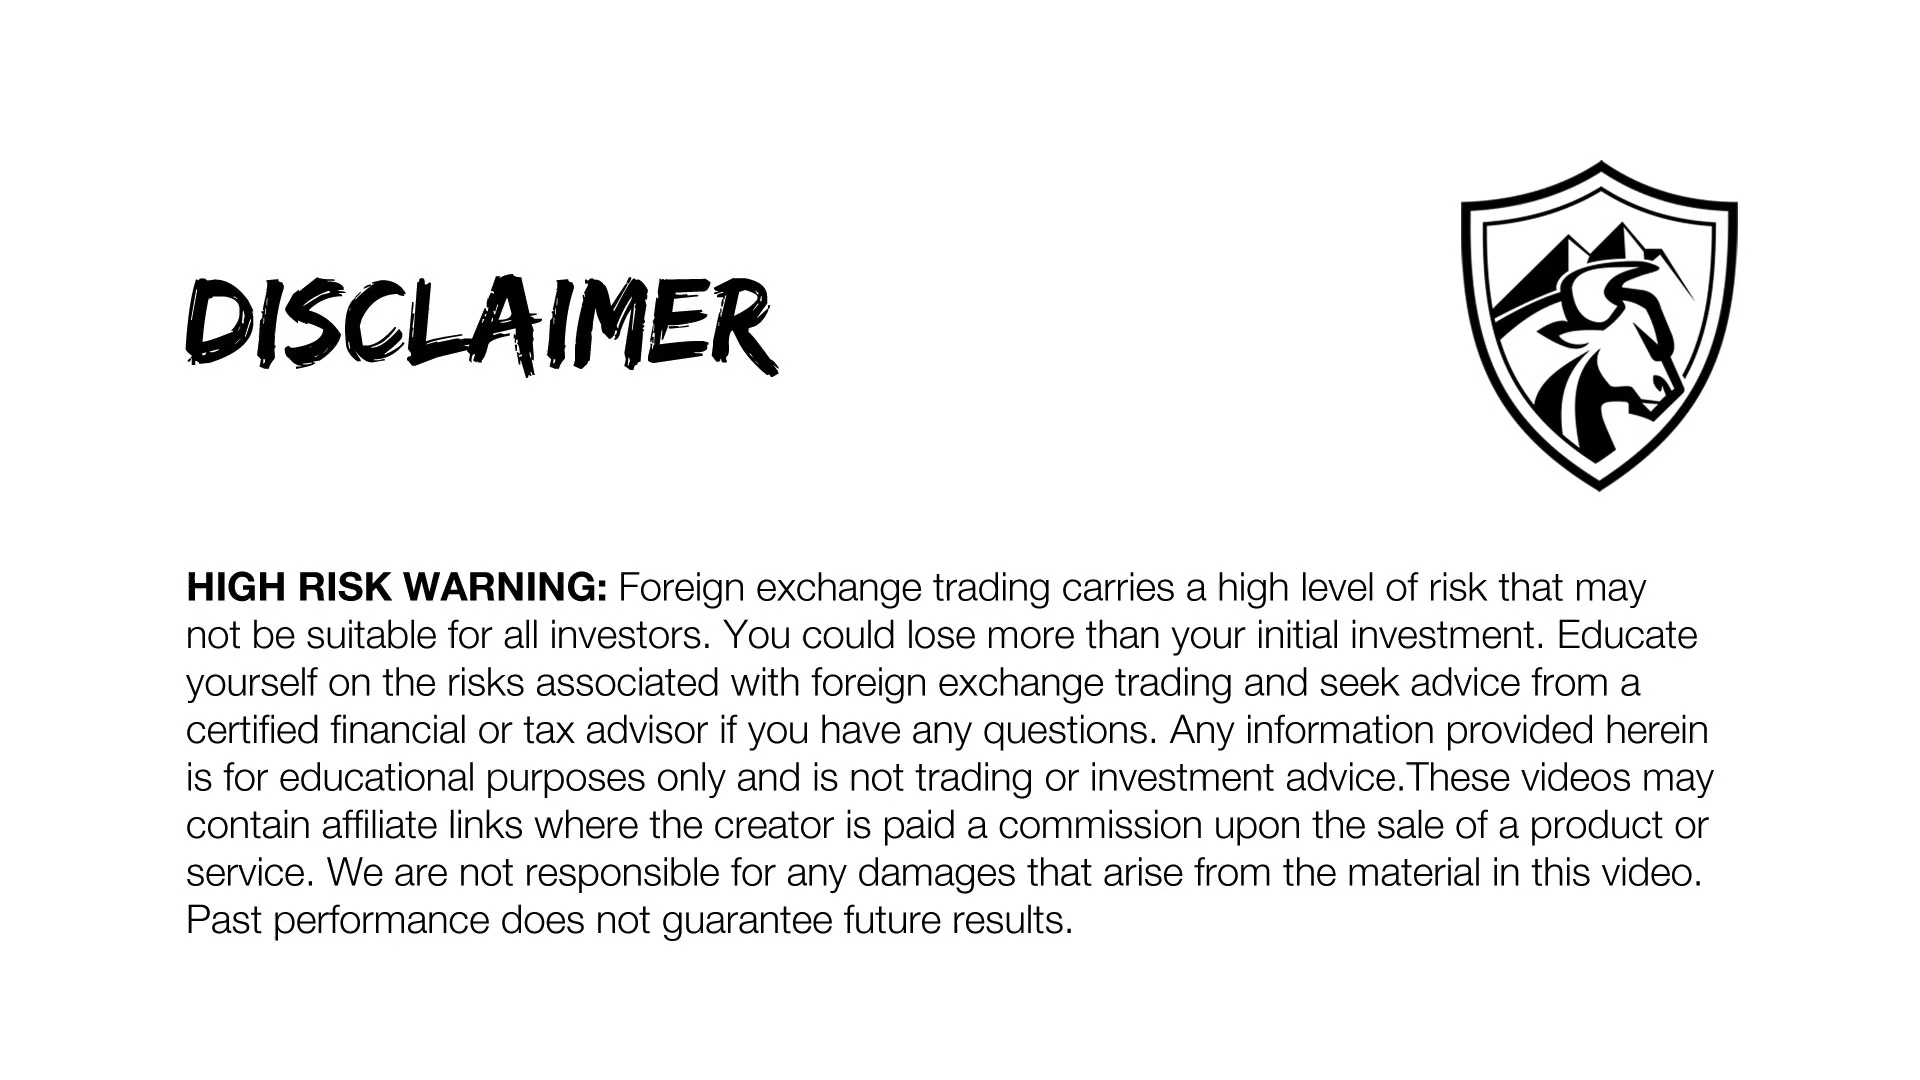 DISCLAIMER
HIGH RISK WARNING: Foreign exchange trading carries a high level of risk that may
not be suitable for all investors. You could lose more than your initial investment. Educate
yourself on the risks associated with foreign exchange trading and seek advice from a
certified financial or tax advisor if you have any questions. Any information provided herein
is for educational purposes only and is not trading or investment advice.These videos may
contain affiliate links where the creator is paid a commission upon the sale of a product or
service. We are not responsible for any damages that arise from the material in this video.
Past performance does not guarantee future results.